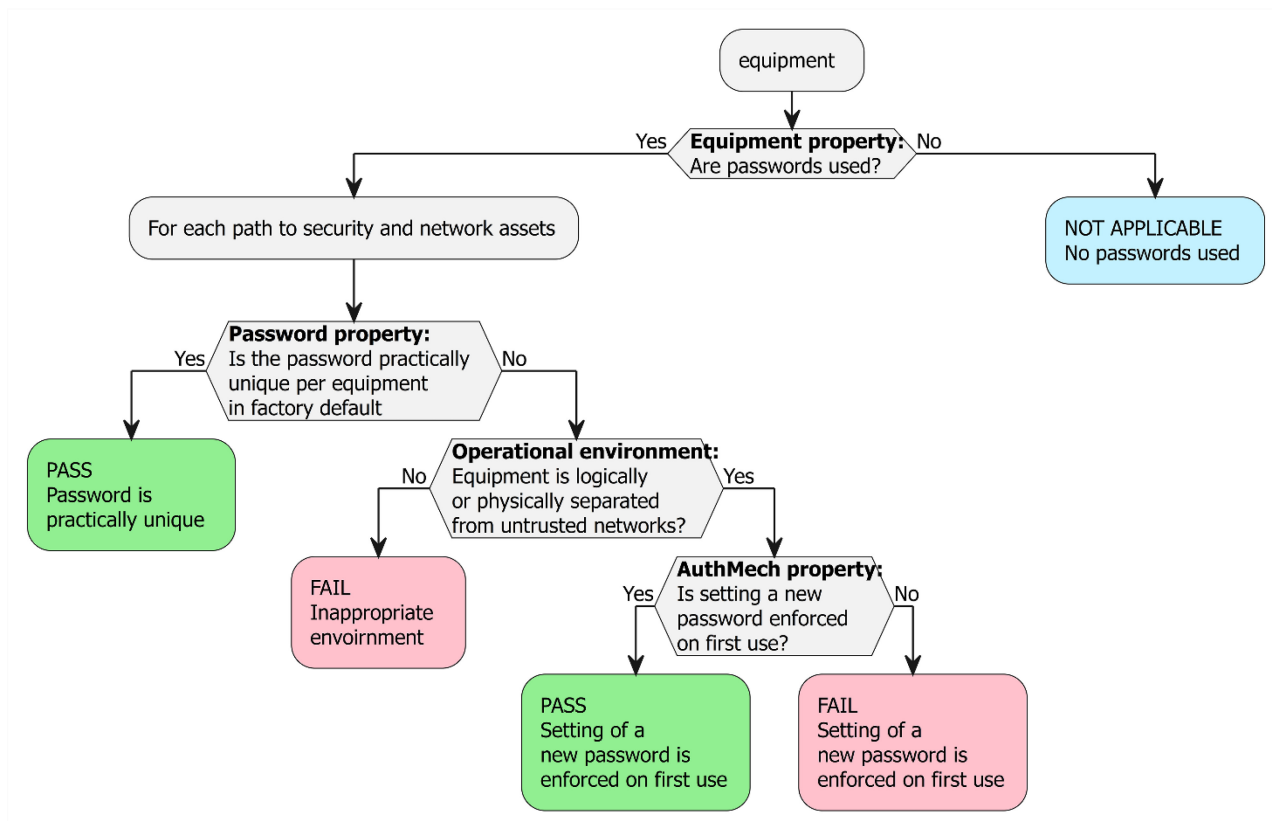 equipment
Yes
Equipment property:
Are passwords used?
No
For each path to security and network assets
NOT APPLICABLE
No passwords used
Yes
Password property:
Is the password practically
unique per equipment
in factory default
No
PASS
Password is
practically unique
No
Operational environment:
Equipment is logically
or physically separated
from untrusted networks?
Yes
FAIL
Inappropriate
envoirnment
Yes
AuthMech property:
Is setting a new
password enforced
on first use?
No
PASS
Setting of a
new password is
enforced on first use
FAIL
Setting of a
new password is
enforced on first use